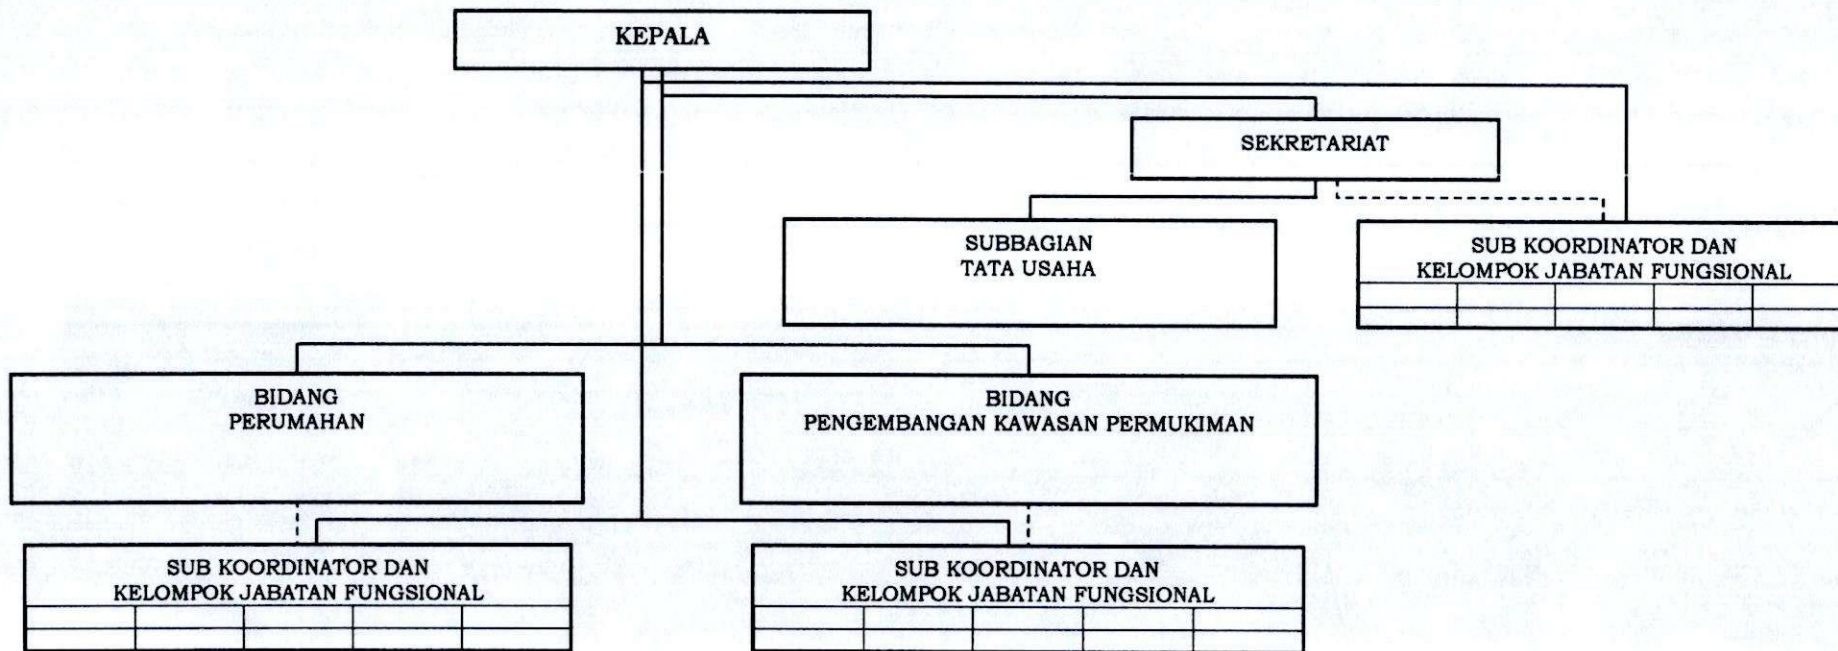 KEPALA
SEKRETARIAT
SUBBAGIAN
TATA USAHA
SUB KOORDINATOR DAN
KELOMPOK JABATAN FUNGSIONAL
BIDANG
PERUMAHAN
BIDANG
PENGEMBANGAN KAWASAN PERMUKIMAN
SUB KOORDINATOR DAN
KELOMPOK JABATAN FUNGSIONAL
SUB KOORDINATOR DAN
KELOMPOK JABATAN FUNGSIONAL